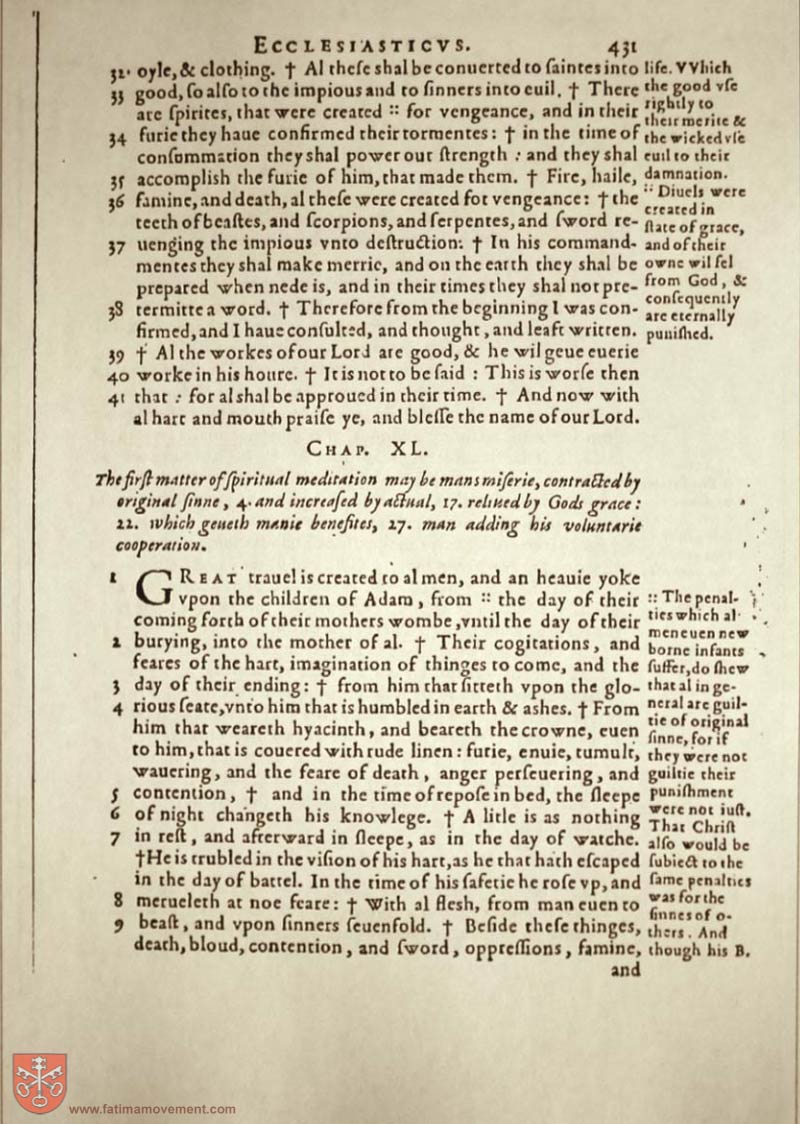 ECCLESIASTICVS. 431
32. oyle, & clothing. † Al theſe shal be conuerted to ſaintes into
33 good, ſo alſo to the impious and to ſinners into euil. † There
are ſpirites, that were created :: for vengeance, and in their
34 furie they haue confirmed their tormentes: † in the time of
conſummation they shal powre out ſtrength : and they shal
35 accomplish the furie of him, that made them. † Fire, haile,
36 famine, and death, al theſe were created fot vengeance: † the
teeth of beaſtes, and ſcorpions, and ſerpentes, and ſword re-
37 uenging the impious vnto deſtruction. † In his command-
mentes they shal make merrie, and on the earth they shal be
prepared when nede is, and in their times they shal not pre-
38 termitte a word. † Therefore from the beginning I was con-
firmed, and I haue conſulted, and thought, and leaft written.
39 † Al the workes of our Lord are good, & he wil geue euerie
40 worke in his houre. † It is not to be ſaid : This is worſe then
41 that : for al shal be approued in their time. † And now with
al hart and mouth praiſe ye, and bleſſe the name of our Lord.
life. VVhich
the good vſe
rightly to
their merite &
the wicked vſe
euil to their
damnation.
:: Diuels were
created in
ſtate of grace,
and of their
owne wil fel
from God, &
conſequently
are eternally
punished.
CHAP. XL.
The firſt matter of ſpiritual meditation may be mans miſerie, contracted by
original ſinne, 4. and increaſed by actual, 17. reliued by Gods grace:
22. which geueth manie benefites, 27. man adding his voluntarie
cooperation.
1 GREAT trauel is created to al men, and an heauie yoke
vpon the children of Adam, from :: the day of their
coming forth of their mothers wombe, vntil the day of their
2 burying, into the mother of al. † Their cogitations, and
feares of the hart, imagination of thinges to come, and the
3 day of their ending: † from him that ſitteth vpon the glo-
4 rious ſeate, vnto him that is humbled in earth & ashes. † From
him that weareth hyacinth, and beareth the crowne, euen
to him, that is couered with rude linen: furie, enuie, tumult,
wauering, and the feare of death, anger perſeuering, and
5 contention, † and in the time of repoſe in bed, the ſleepe
6 of night changeth his knowlege. † A litle is as nothing
7 in reſt, and afterward in ſleepe, as in the day of watche.
† He is trubled in the viſion of his hart, as he that hath eſcaped
in the day of battel. In the time of his ſafetie he roſe vp, and
8 merueleth at noe feare: † With al flesh, from man euen to
9 beaſt, and vpon ſinners ſeuenfold. † Beſide theſe thinges,
death, bloud, contention, and ſword, oppreſſions, famine,
and
:: The penal-
ties which al
men euen new
borne infants
ſuffer, do shew
that al in ge-
neral are guil-
tie of original
ſinne, for if
they were not
guiltie their
punishment
were not iuſt.
That Chriſt
alſo would be
ſubiect to the
ſame penalties
was for the
ſinnes of o-
thers. And
though his B.
www.fatimamovement.com